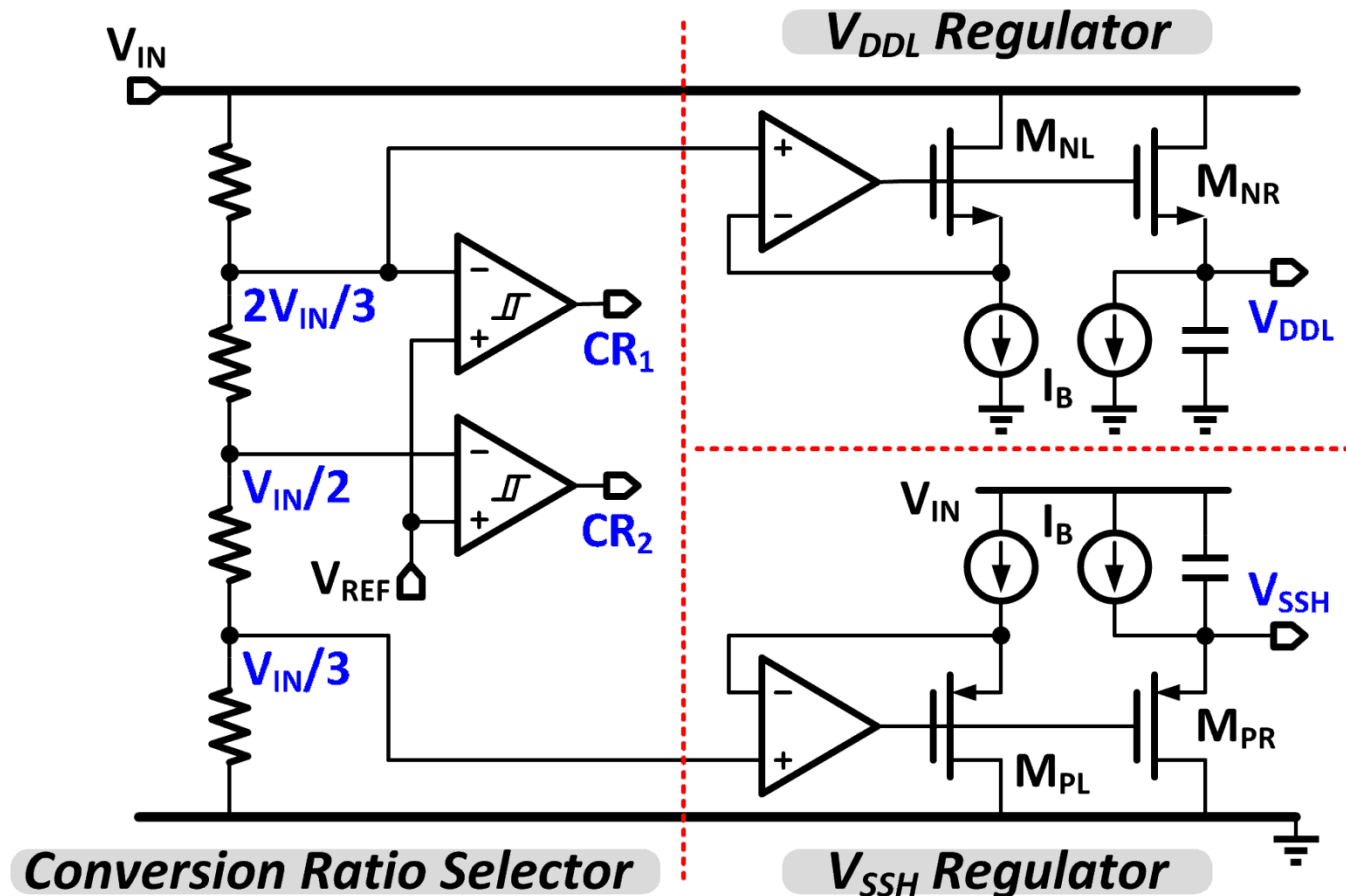 V_DDL Regulator
V_IN
M_NL
M_NR
+
−
2V_IN/3
−
+
CR_1
V_DDL
I_B
V_IN/2
−
+
CR_2
V_REF
V_IN
I_B
V_SSH
V_IN/3
−
+
M_PL
M_PR
Conversion Ratio Selector
V_SSH Regulator